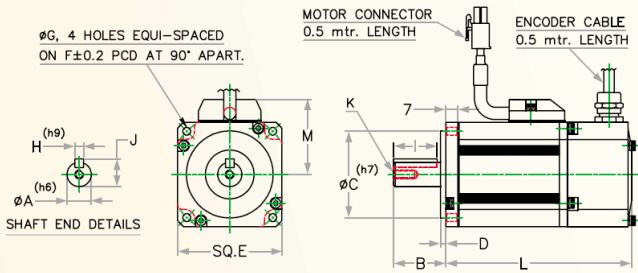 MOTOR CONNECTOR
0.5 mtr. LENGTH
ENCODER CABLE
0.5 mtr. LENGTH
øG, 4 HOLES EQUI-SPACED
ON F±0.2 PCD AT 90° APART.
K
7
H (h9)
J
M
I
øA (h6)
øC (h7)
SHAFT END DETAILS
SQ.E
B
D
L